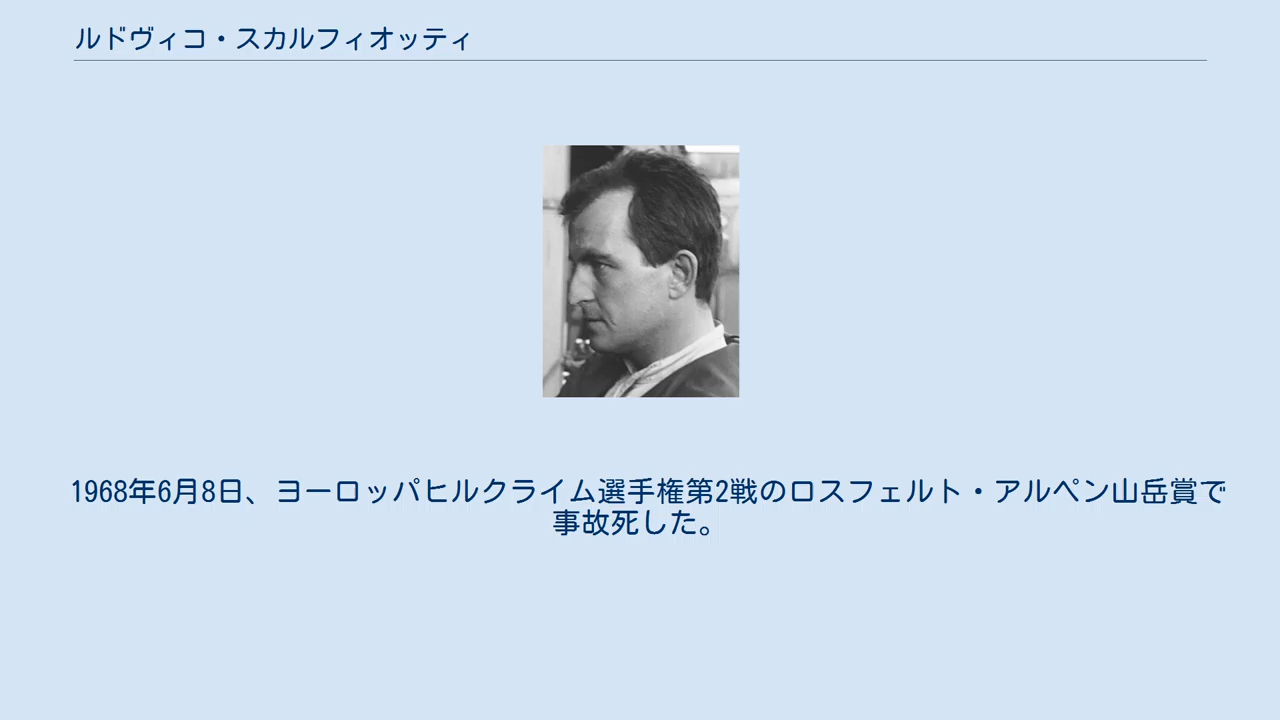 ルドヴィコ・スカルフィオッティ
1968年6月8日、ヨーロッパヒルクライム選手権第2戦のロスフェルト・アルペン山岳賞で
事故死した。